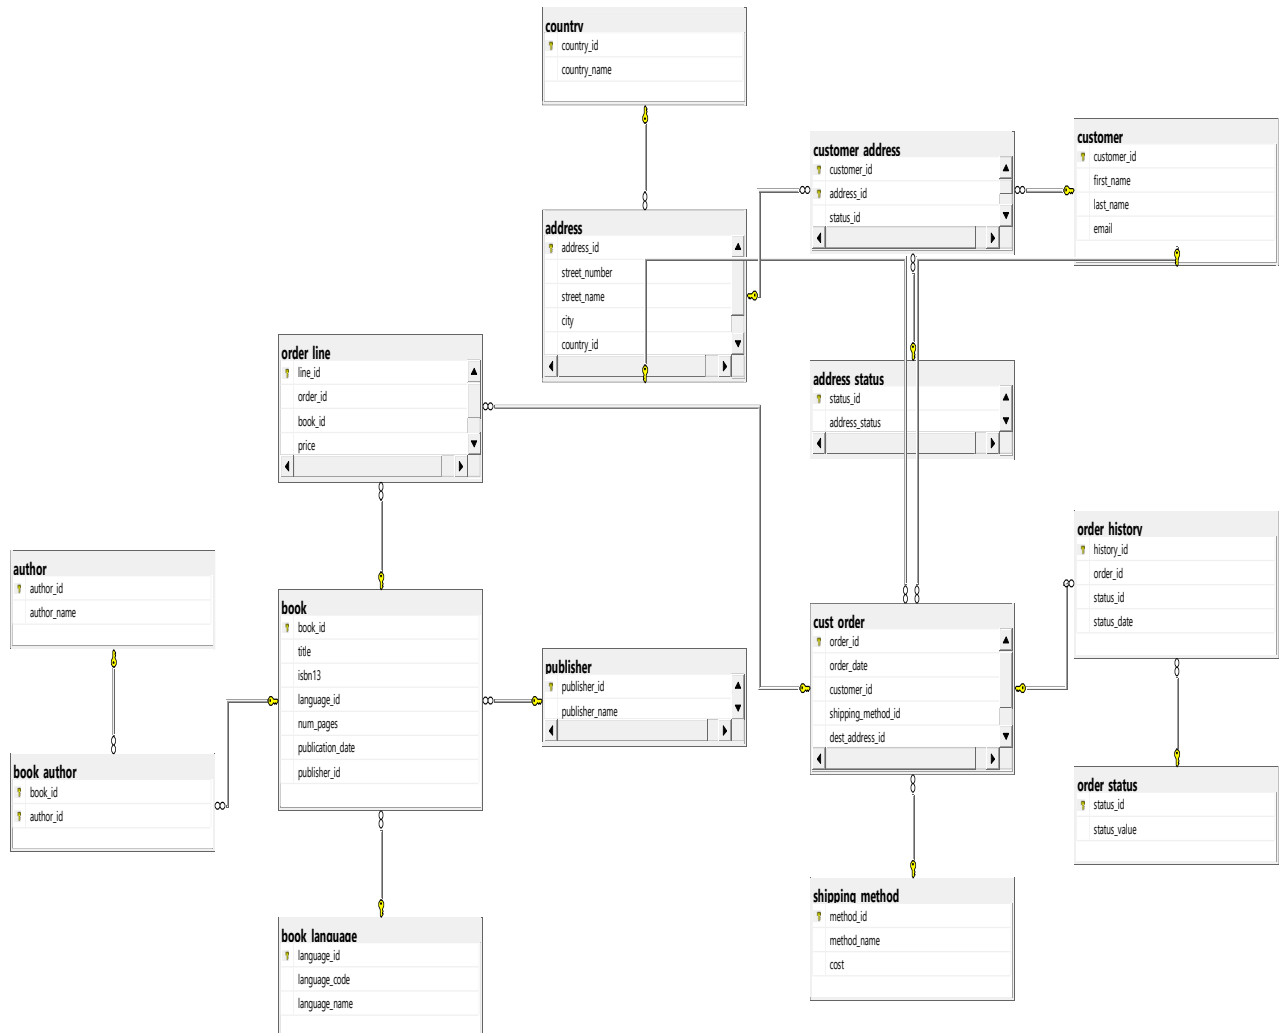 country
country_id
country_name
customer address
customer_id
address_id
status_id
customer
customer_id
first_name
last_name
email
address
address_id
street_number
street_name
city
country_id
order line
line_id
order_id
book_id
price
address status
status_id
address_status
author
author_id
author_name
book
book_id
title
isbn13
language_id
num_pages
publication_date
publisher_id
publisher
publisher_id
publisher_name
cust order
order_id
order_date
customer_id
shipping_method_id
dest_address_id
order history
history_id
order_id
status_id
status_date
book author
book_id
author_id
order status
status_id
status_value
shipping method
method_id
method_name
cost
book language
language_id
language_code
language_name